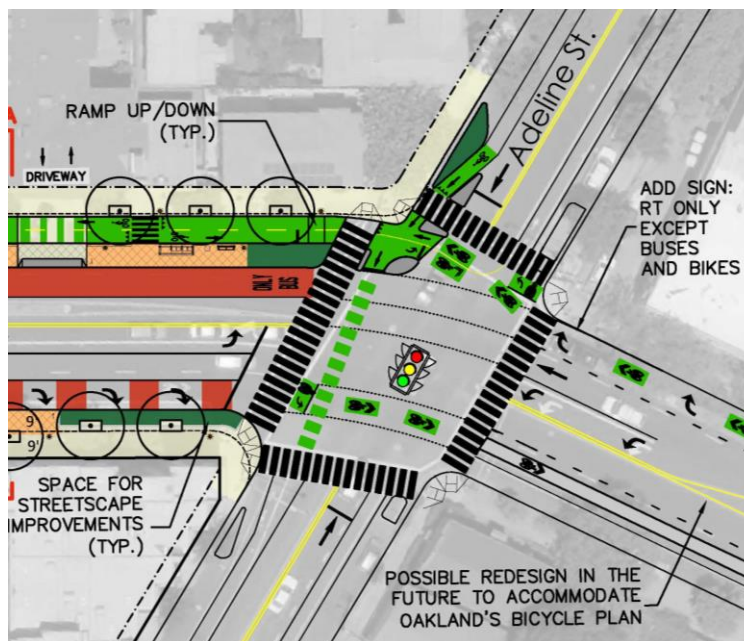 RAMP UP/DOWN
(TYP.)
DRIVEWAY
Adeline St.
ADD SIGN:
RT ONLY
EXCEPT
BUSES
AND BIKES
ONLY
BUS
9
9'
SPACE FOR
STREETSCAPE
IMPROVEMENTS
(TYP.)
POSSIBLE REDESIGN IN THE
FUTURE TO ACCOMMODATE
OAKLAND'S BICYCLE PLAN